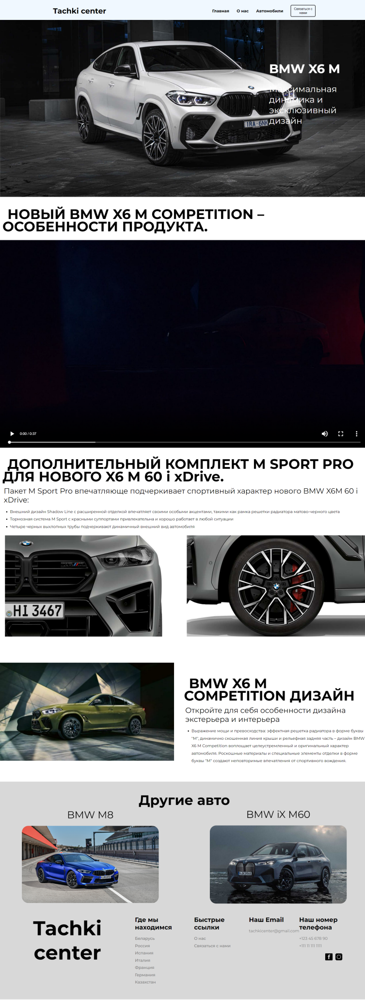 Tachki center
Главная
О нас
Автомобили
Связаться с
нами
BMW X6 M
Максимальная
динамика и
эксклюзивный
дизайн
1RA·6NK
НОВЫЙ BMW X6 M COMPETITION –
ОСОБЕННОСТИ ПРОДУКТА.
0:00 / 0:37
ДОПОЛНИТЕЛЬНЫЙ КОМПЛЕКТ M SPORT PRO
ДЛЯ НОВОГО X6 M 60 i xDrive.
Пакет M Sport Pro впечатляюще подчеркивает спортивный характер нового BMW X6M 60 i
xDrive:
• Внешний дизайн Shadow Line с расширенной отделкой впечатляет своими особыми акцентами, такими как рамка решетки радиатора матово-черного цвета
• Тормозная система M Sport с красными суппортами привлекательна и хорошо работает в любой ситуации
• Четыре черных выхлопных трубы подчеркивают динамичный внешний вид автомобиля
HI 3467
BMW X6 M
COMPETITION ДИЗАЙН
Откройте для себя особенности дизайна
экстерьера и интерьера
• Выражение мощи и превосходства: эффектная решетка радиатора в форме буквы
"M", динамично скошенная линия крыши и рельефная задняя часть – дизайн BMW
X6 M Competition воплощает целеустремленный и оригинальный характер
автомобиля. Роскошные материалы и специальные элементы отделки в форме
буквы "M" создают неповторимые впечатления от спортивного вождения.
Другие авто
BMW M8
BMW iX M60
Tachki
center
Где мы
находимся
Беларусь
Россия
Испания
Италия
Франция
Германия
Казахстан
Быстрые
ссылки
О нас
Связаться с нами
Наш Email
tachkicenter@gmail.com
Наш номер
телефона
+123 45 678 90
+111 11 111 1111